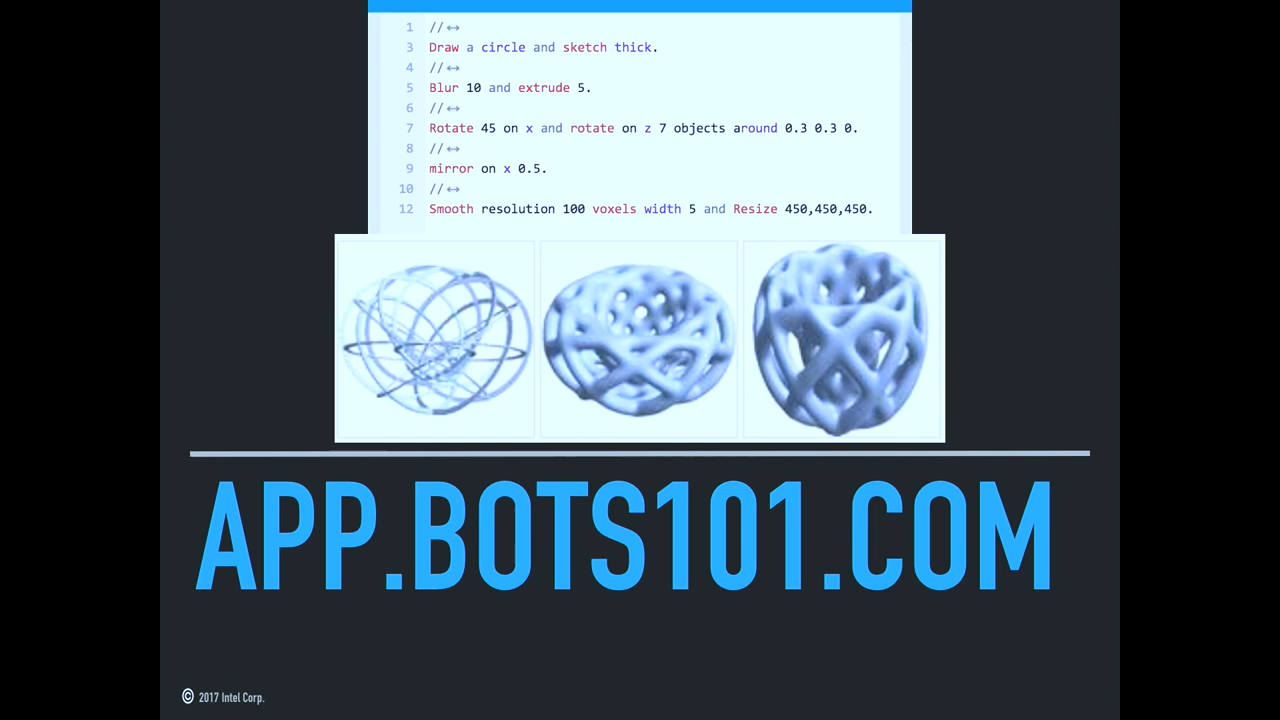 1 //↔
3 Draw a circle and sketch thick.
4 //↔
5 Blur 10 and extrude 5.
6 //↔
7 Rotate 45 on x and rotate on z 7 objects around 0.3 0.3 0.
8 //↔
9 mirror on x 0.5.
10 //↔
12 Smooth resolution 100 voxels width 5 and Resize 450,450,450.
APP.BOTS101.COM
© 2017 Intel Corp.